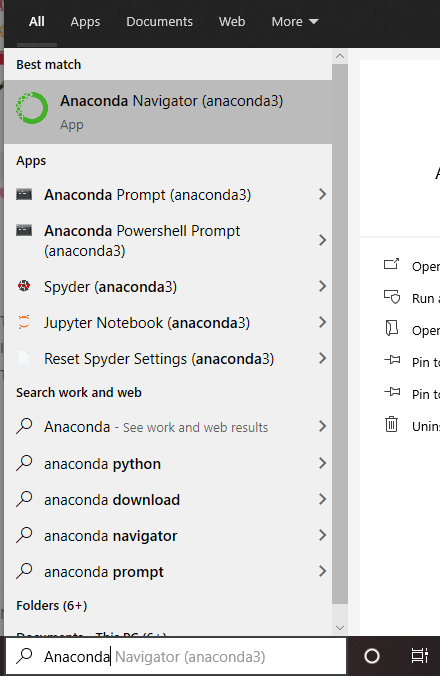 All Apps Documents Web More
Best match
Anaconda Navigator (anaconda3)
App
Apps
Anaconda Prompt (anaconda3)
Anaconda Powershell Prompt
(anaconda3)
Spyder (anaconda3)
Jupyter Notebook (anaconda3)
Reset Spyder Settings (anaconda3)
Search work and web
Anaconda - See work and web results
anaconda python
anaconda download
anaconda navigator
anaconda prompt
Folders (6+)
Documents - This PC (6+)
Anaconda Navigator (anaconda3)
Open
Run
Open
Pin to
Pin to